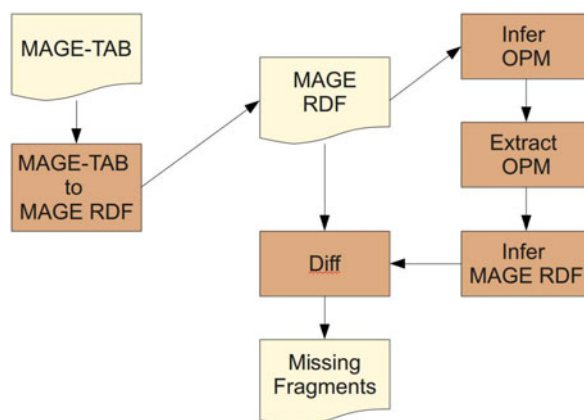 MAGE-TAB
MAGE-TAB
to
MAGE RDF
MAGE
RDF
Infer
OPM
Extract
OPM
Infer
MAGE RDF
Diff
Missing
Fragments